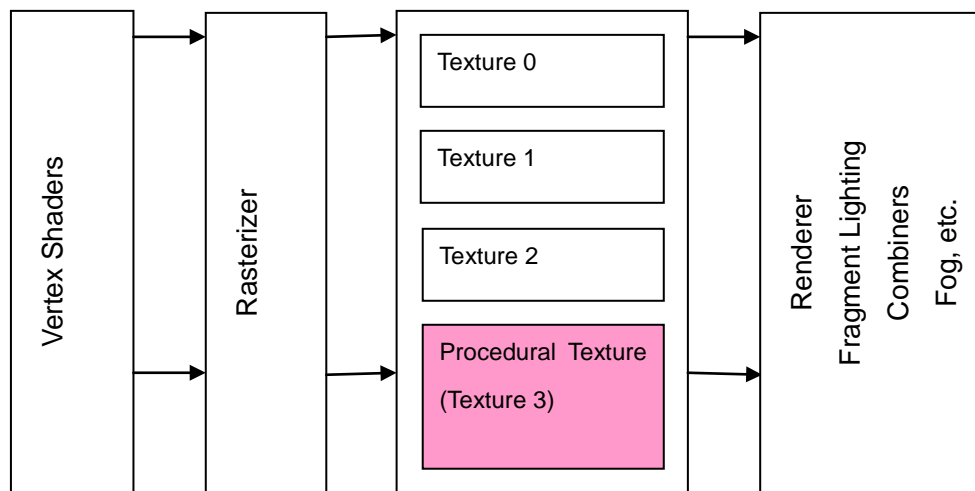 Vertex Shaders
Rasterizer
Texture 0
Texture 1
Texture 2
Procedural Texture
(Texture 3)
Renderer
Fragment Lighting
Combiners
Fog, etc.